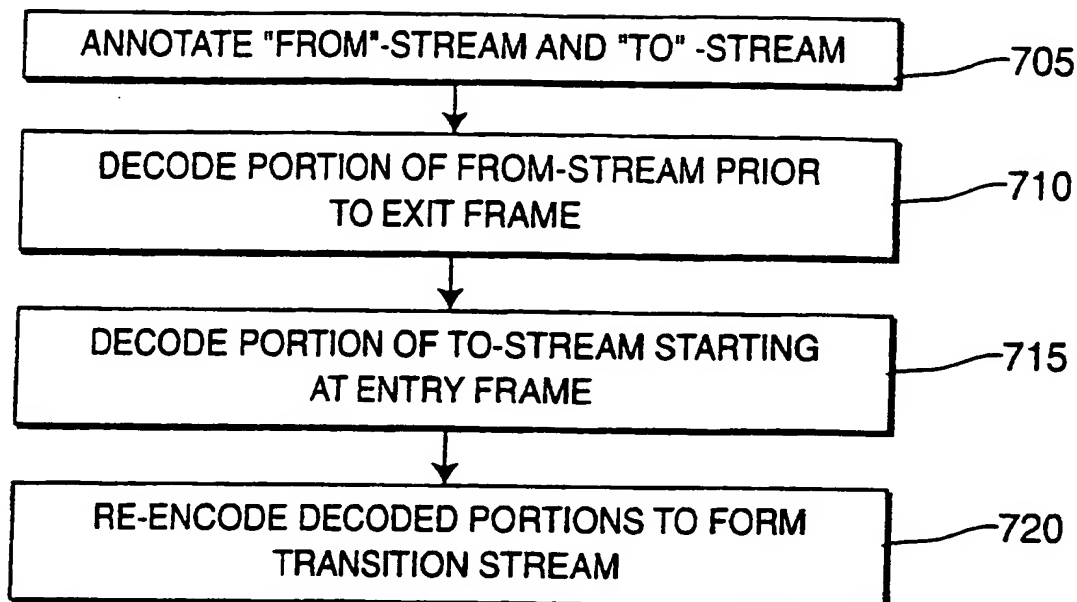 ANNOTATE "FROM"-STREAM AND "TO" -STREAM
705
DECODE PORTION OF FROM-STREAM PRIOR
TO EXIT FRAME
710
DECODE PORTION OF TO-STREAM STARTING
AT ENTRY FRAME
715
RE-ENCODE DECODED PORTIONS TO FORM
TRANSITION STREAM
720